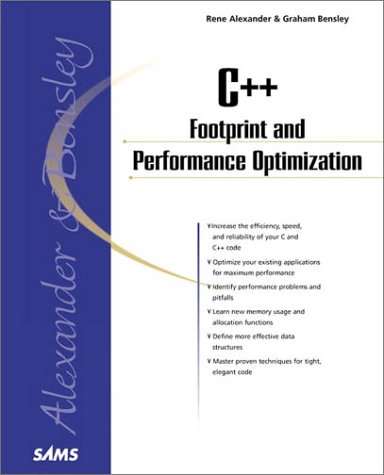 Rene Alexander & Graham Bensley
C++
Footprint and
Performance Optimization
Alexander & Bensley
¥Increase the efficiency, speed,
and reliability of your C and
C++ code
¥ Optimize your existing applications
for maximum performance
¥ Identify performance problems and
pitfalls
¥ Learn new memory usage and
allocation functions
¥ Define more effective data
structures
¥ Master proven techniques for tight,
elegant code
SAMS